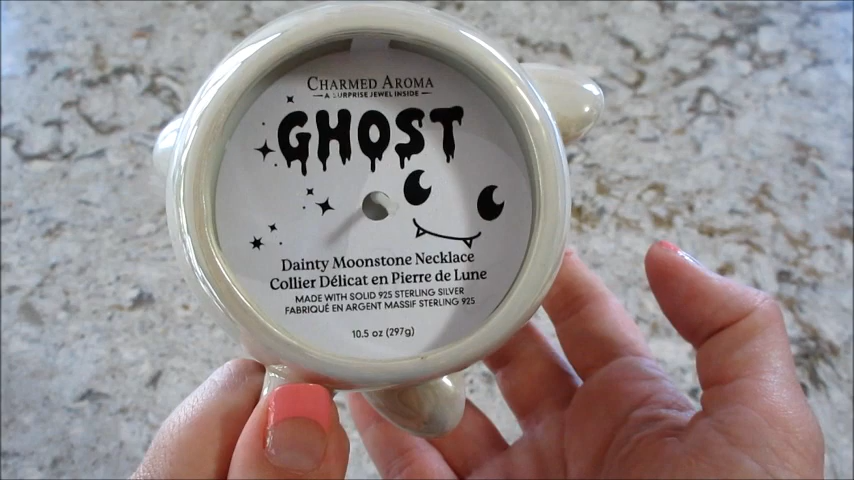 CHARMED AROMA
A SURPRISE JEWEL INSIDE
GHOST
Dainty Moonstone Necklace
Collier Délicat en Pierre de Lune
MADE WITH SOLID 925 STERLING SILVER
FABRIQUÉ EN ARGENT MASSIF STERLING 925
10.5 oz (297g)